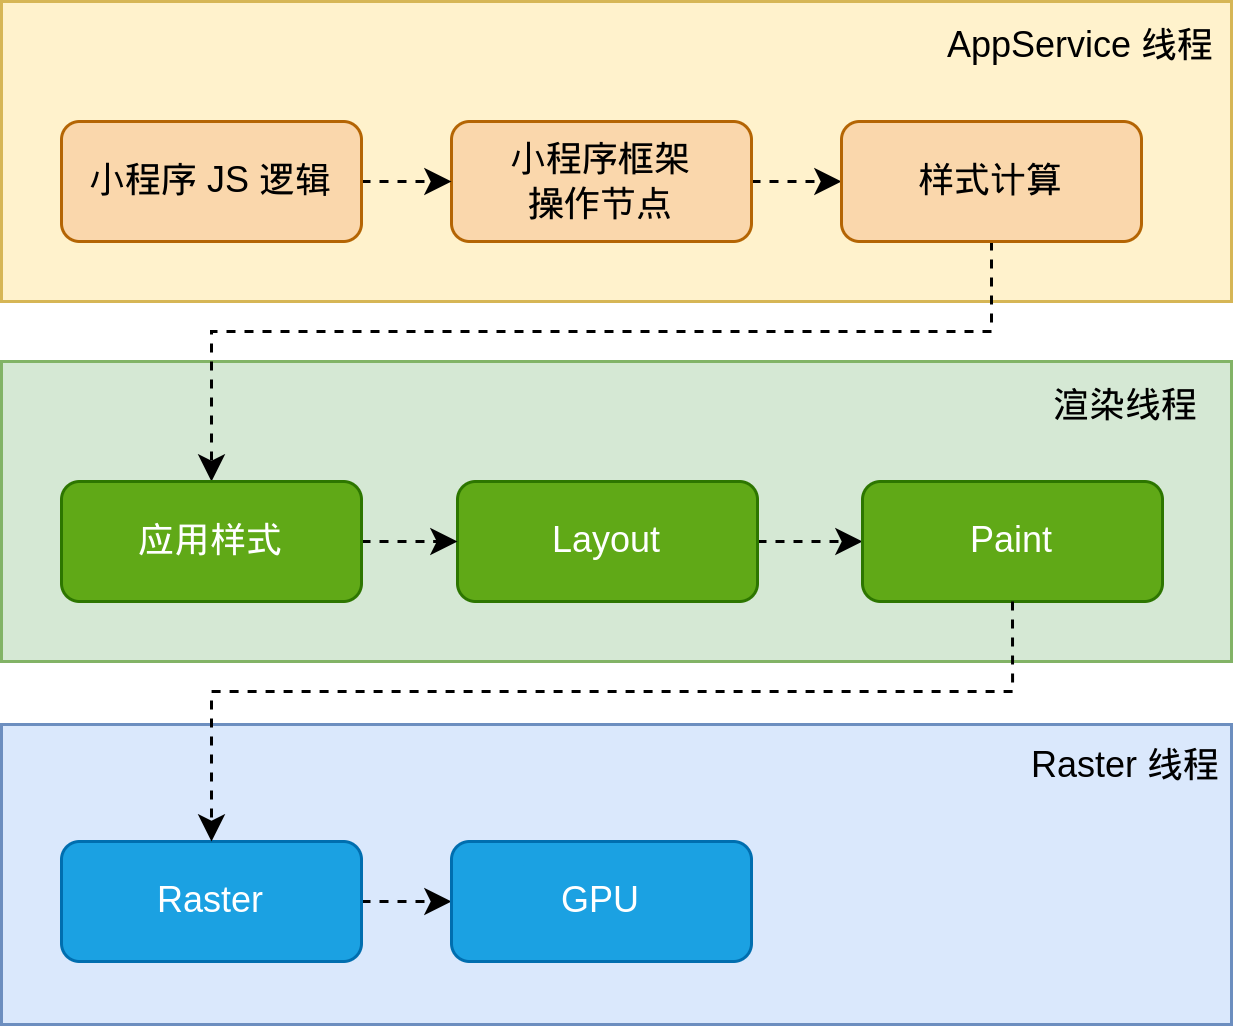 AppService 线程
小程序 JS 逻辑
小程序框架
操作节点
样式计算
渲染线程
应用样式
Layout
Paint
Raster 线程
Raster
GPU